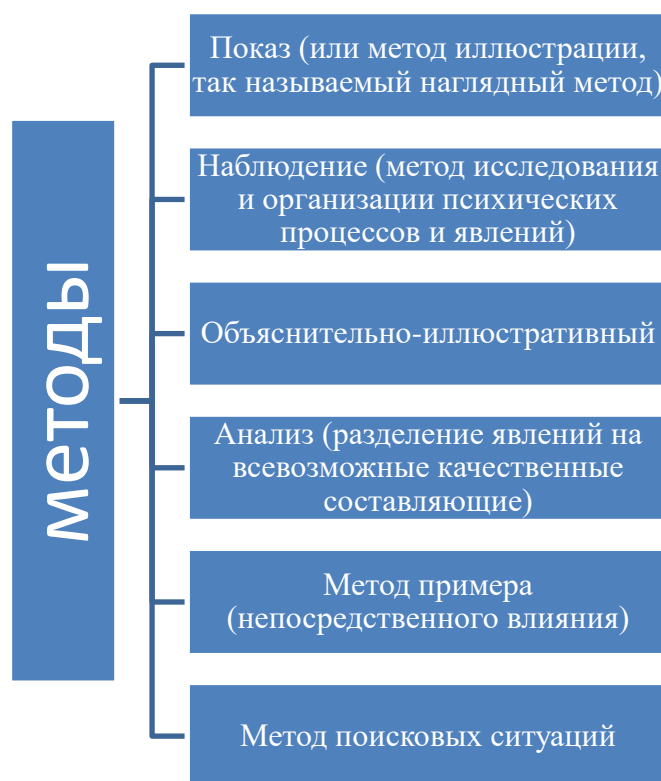 методы
Показ (или метод иллюстрации,
так называемый наглядный метод)
Наблюдение (метод исследования
и организации психических
процессов и явлений)
Объяснительно-иллюстративный
Анализ (разделение явлений на
всевозможные качественные
составляющие)
Метод примера
(непосредственного влияния)
Метод поисковых ситуаций